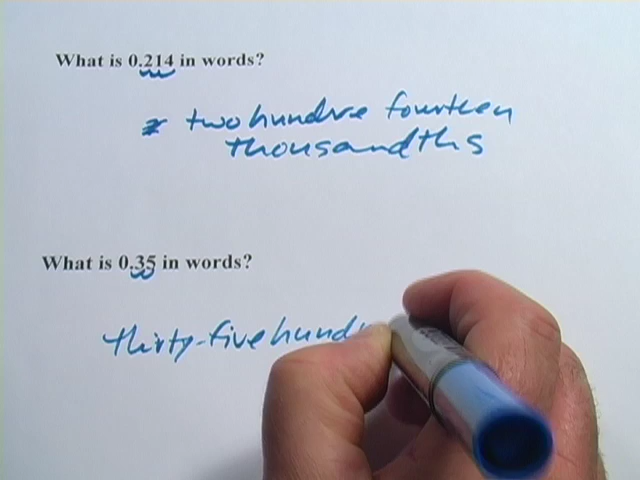 What is 0.214 in words?
two hundre fourteen
thousandths
What is 0.35 in words?
thirty-five hund